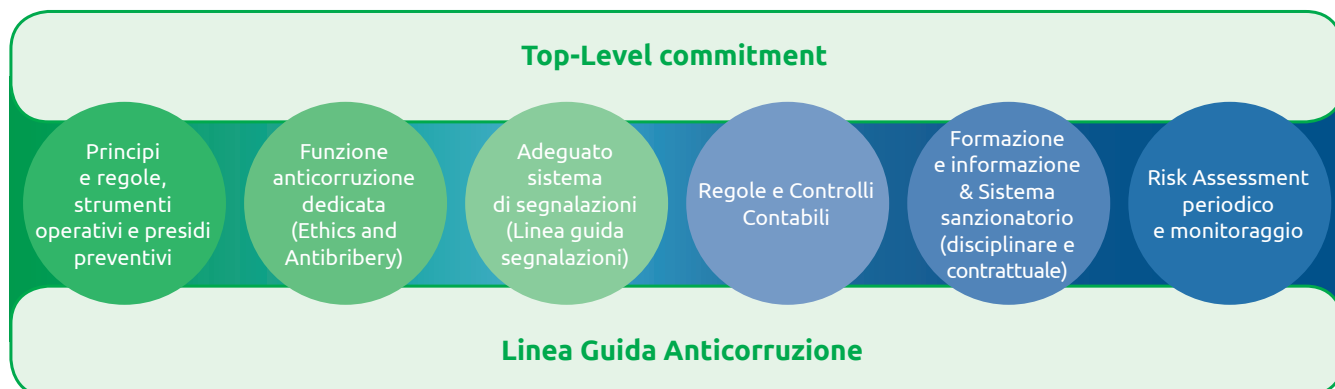 Top-Level commitment
Principi
e regole,
strumenti
operativi e presidi
preventivi
Funzione
anticorruzione
dedicata
(Ethics and
Antibribery)
Adeguato
sistema
di segnalazioni
(Linea guida
segnalazioni)
Regole e Controlli
Contabili
Formazione
e informazione
& Sistema
sanzionatorio
(disciplinare e
contrattuale)
Risk Assessment
periodico
e monitoraggio
Linea Guida Anticorruzione